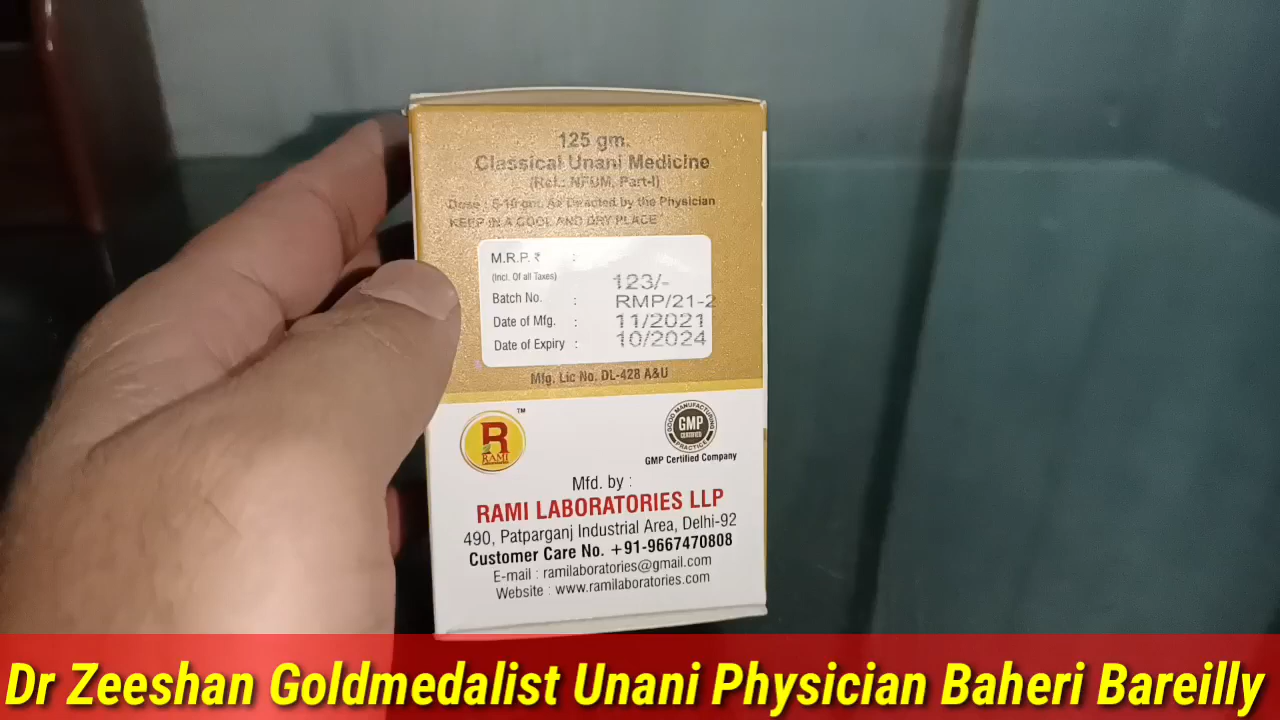 125 gm.
Classical Unani Medicine
(Ref.: NFUM, Part-I)
Dose : 5-10 gm. As Directed by the Physician
KEEP IN A COOL AND DRY PLACE
M.R.P. ₹ :
(Incl. Of all Taxes) 123/-
Batch No. : RMP/21-2
Date of Mfg. : 11/2021
Date of Expiry : 10/2024
Mfg. Lic No. DL-428 A&U
R TM
RAMI
GOOD MANUFACTURING
GMP
CERTIFIED
PRACTICE
GMP Certified Company
Mfd. by :
RAMI LABORATORIES LLP
490, Patparganj Industrial Area, Delhi-92
Customer Care No. +91-9667470808
E-mail : ramilaboratories@gmail.com
Website : www.ramilaboratories.com
Dr Zeeshan Goldmedalist Unani Physician Baheri Bareilly